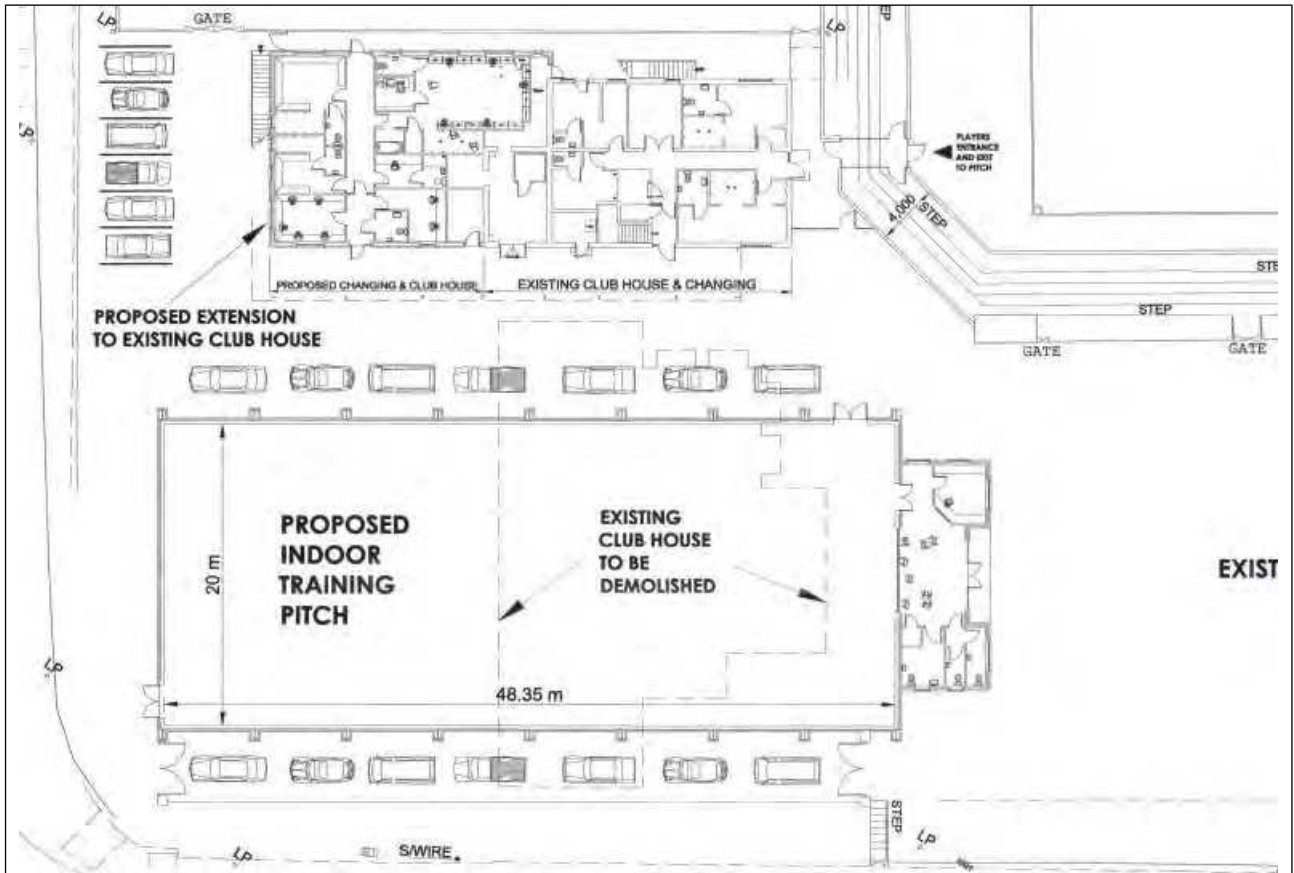 LP
GATE
LP
STEP
LP
PLAYERS
ENTRANCE
AND EXIT
TO PITCH
4,000
STEP
PROPOSED CHANGING & CLUB HOUSE
EXISTING CLUB HOUSE & CHANGING
STE
STEP
PROPOSED EXTENSION
TO EXISTING CLUB HOUSE
GATE
GATE
PROPOSED
INDOOR
TRAINING
PITCH
20 m
EXISTING
CLUB HOUSE
TO BE
DEMOLISHED
EXIST
LP
48.35 m
STEP
LP
S/WIRE
LP